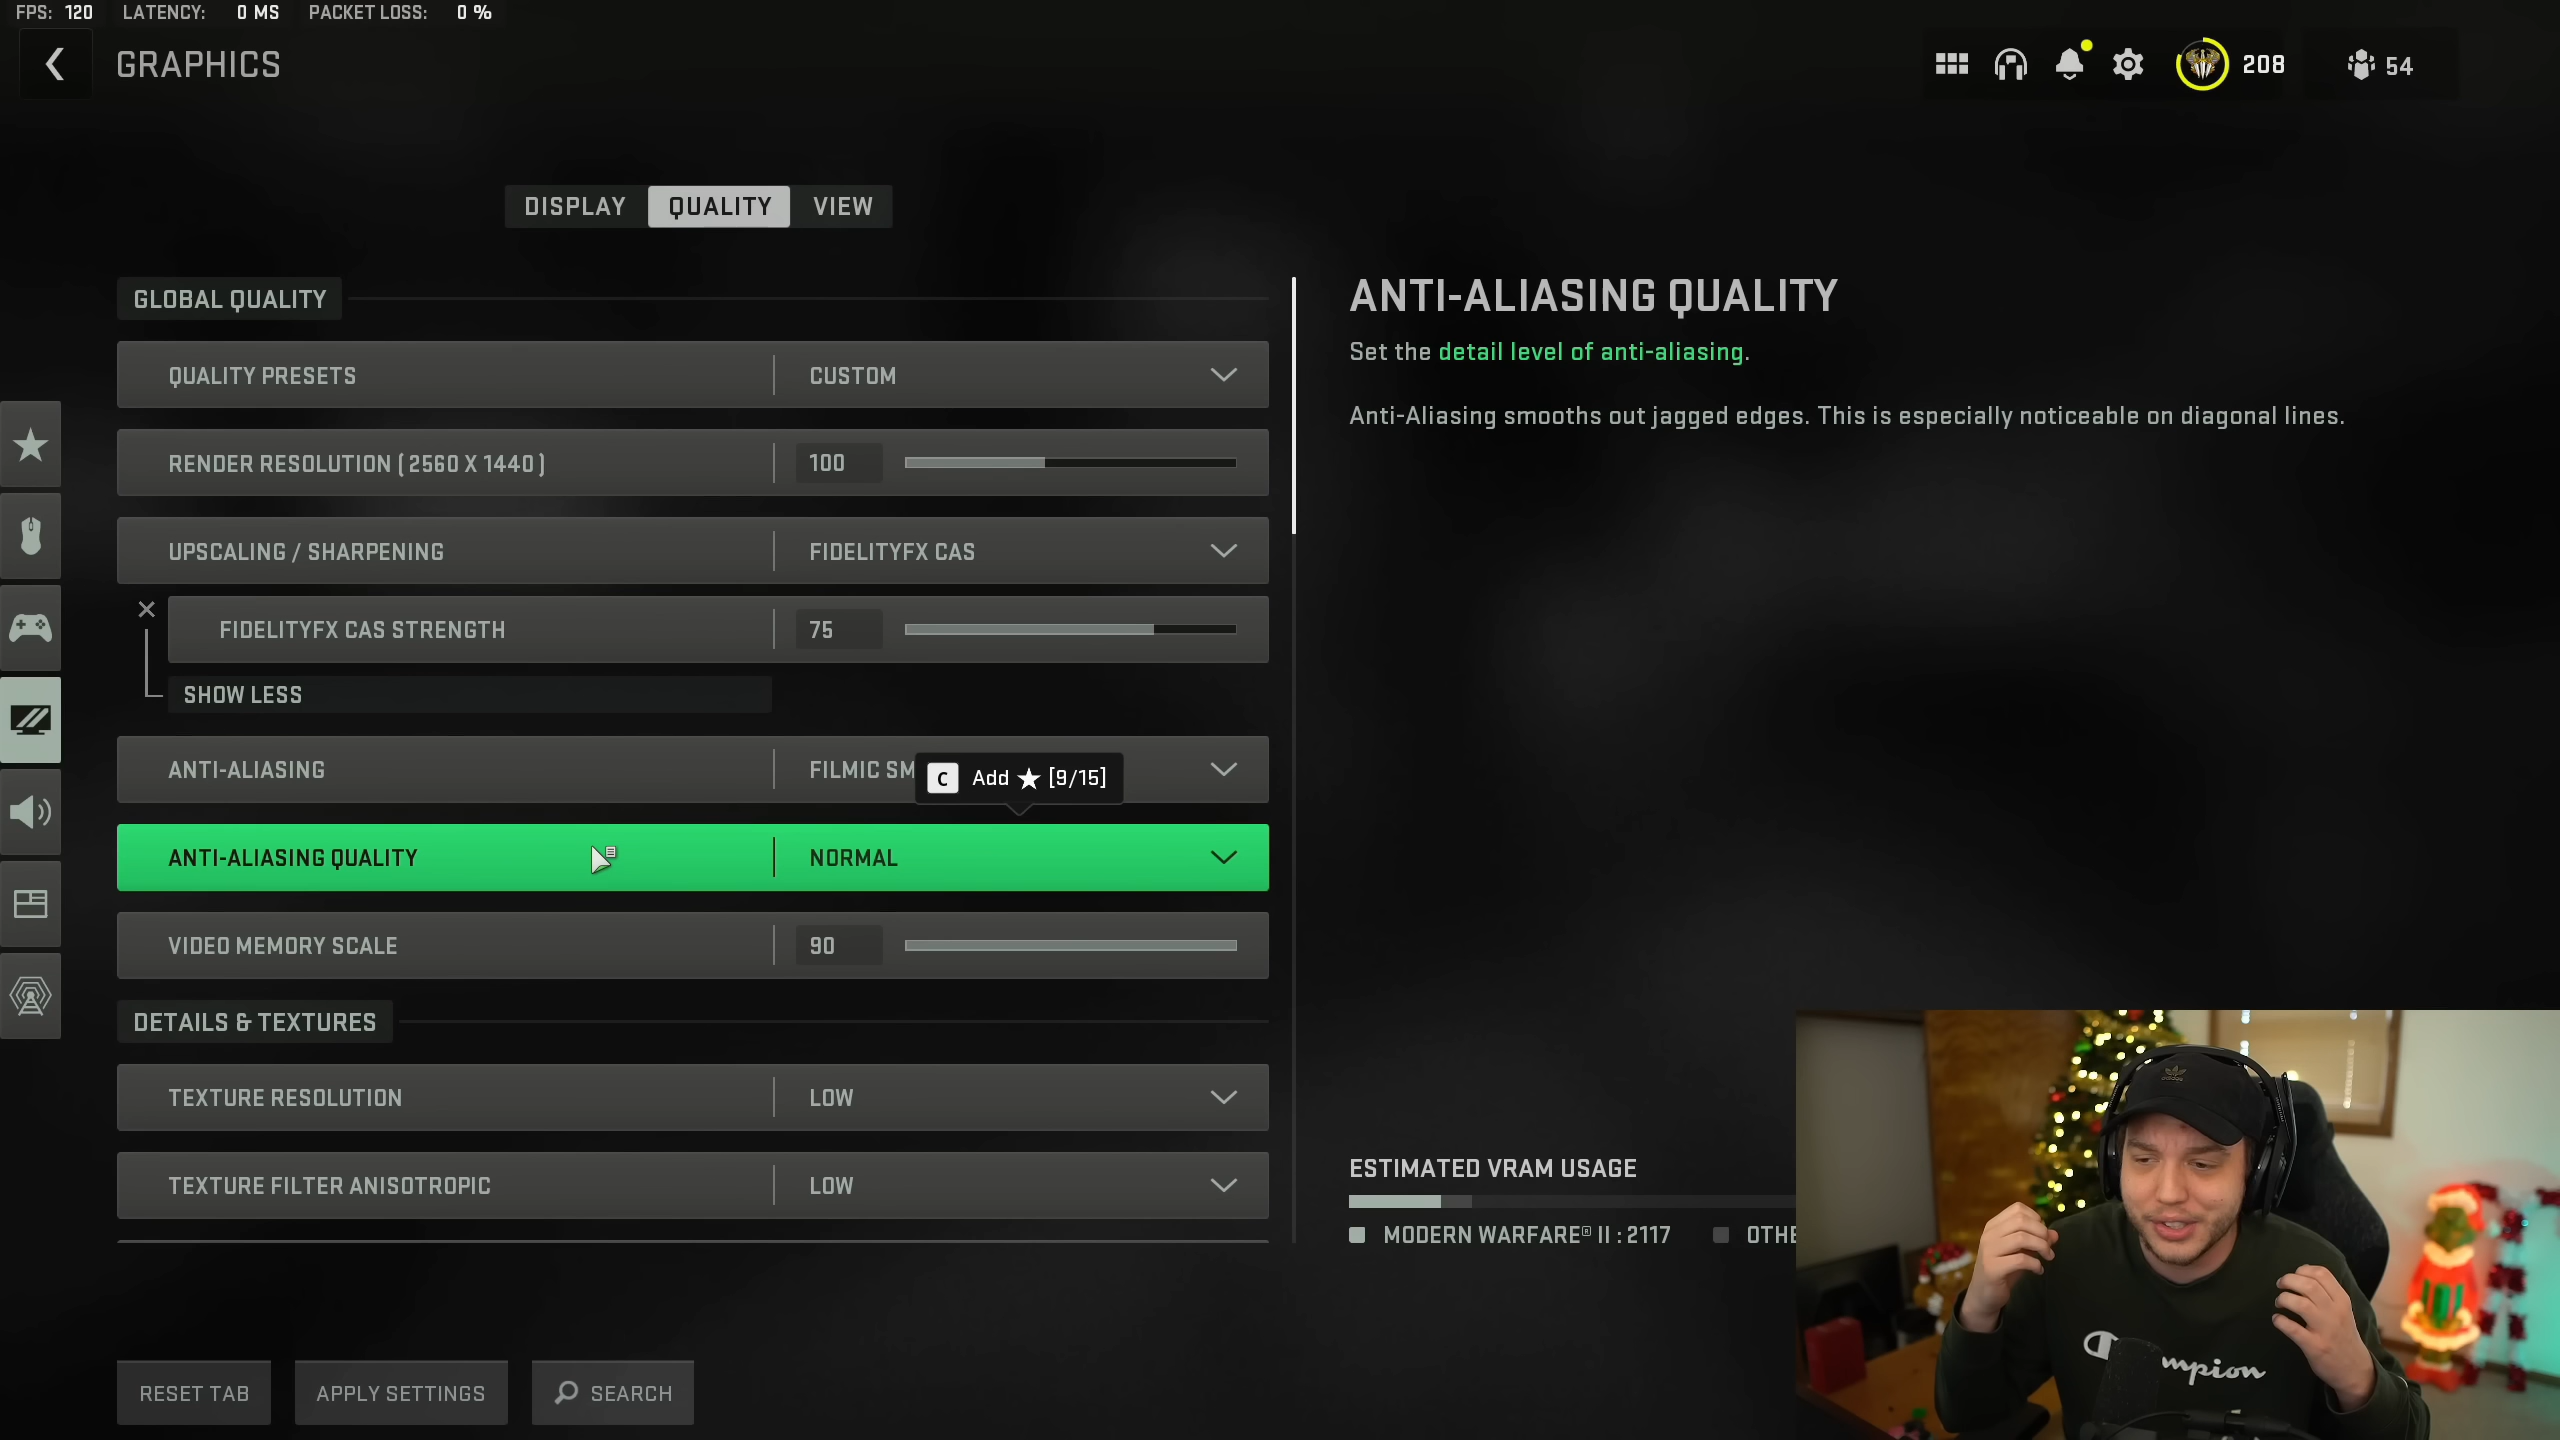 FPS: 120 LATENCY: 0 MS PACKET LOSS: 0 %
GRAPHICS
208
54
DISPLAY QUALITY VIEW
GLOBAL QUALITY
QUALITY PRESETS CUSTOM
RENDER RESOLUTION ( 2560 X 1440 ) 100
UPSCALING / SHARPENING FIDELITYFX CAS
FIDELITYFX CAS STRENGTH 75
SHOW LESS
ANTI-ALIASING FILMIC SM
C Add ★ [9/15]
ANTI-ALIASING QUALITY NORMAL
VIDEO MEMORY SCALE 90
DETAILS & TEXTURES
TEXTURE RESOLUTION LOW
TEXTURE FILTER ANISOTROPIC LOW
RESET TAB APPLY SETTINGS SEARCH
ANTI-ALIASING QUALITY
Set the detail level of anti-aliasing.
Anti-Aliasing smooths out jagged edges. This is especially noticeable on diagonal lines.
ESTIMATED VRAM USAGE
MODERN WARFARE® II : 2117 OTHE
adidas
mpion